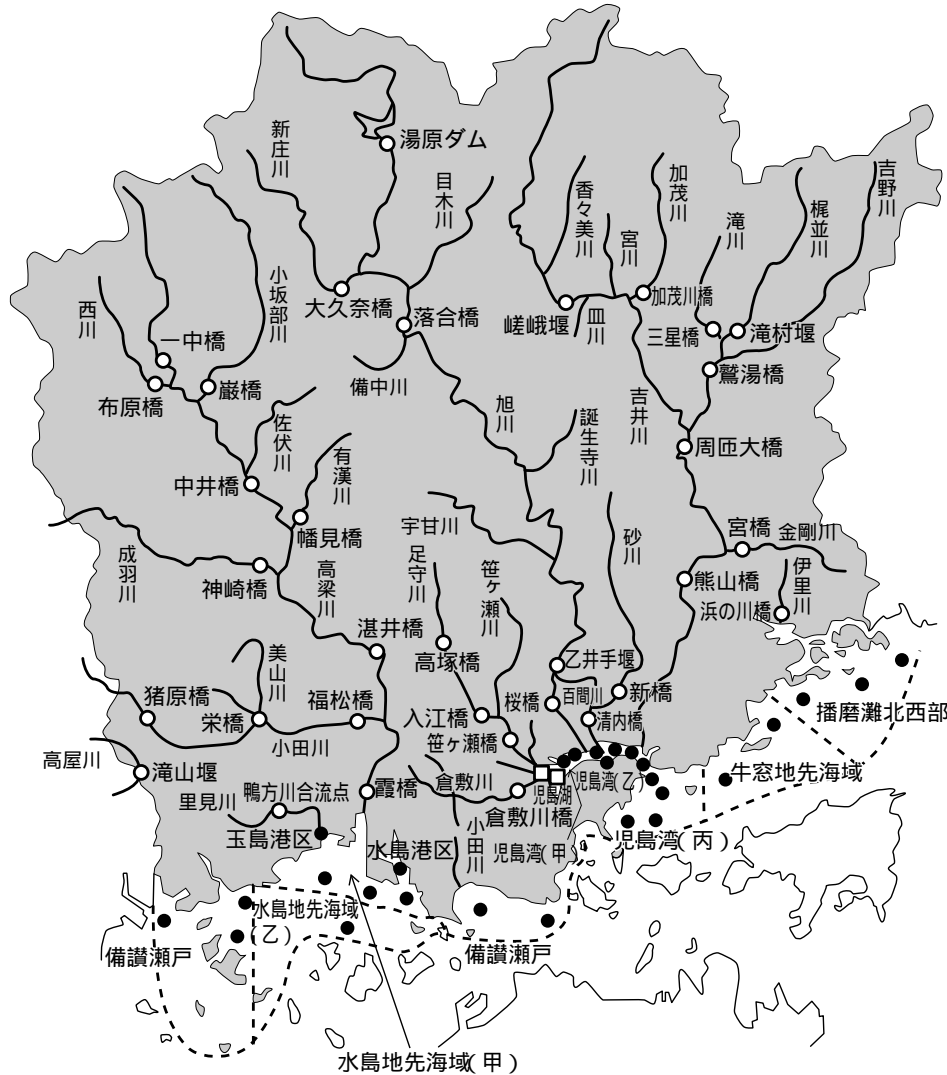 湯原ダム
新庄川
目木川
香々美川
宮川
加茂川
滝川
梶並川
吉野川
西川
小坂部川
大久奈橋
落合橋
嵯峨堰
皿川
加茂川橋
三星橋
滝村堰
一中橋
布原橋
巌橋
備中川
旭川
誕生寺川
吉井川
鷲湯橋
周匝大橋
佐伏川
有漢川
中井橋
幡見橋
宇甘川
足守川
笹ヶ瀬川
砂川
宮橋
金剛川
伊里川
成羽川
神崎橋
高梁川
熊山橋
浜の川橋
湛井橋
高塚橋
乙井手堰
百間川
新橋
美山川
猪原橋
栄橋
福松橋
小田川
入江橋
桜橋
清内橋
笹ヶ瀬橋
播磨灘北西部
高屋川
滝山堰
里見川
鴨方川合流点
霞橋
倉敷川
児島湖
児島湾(乙)
牛窓地先海域
倉敷川橋
玉島港区
水島港区
小田川
児島湾(甲)
児島湾(丙)
水島地先海域
(乙)
備讃瀬戸
備讃瀬戸
水島地先海域(甲)